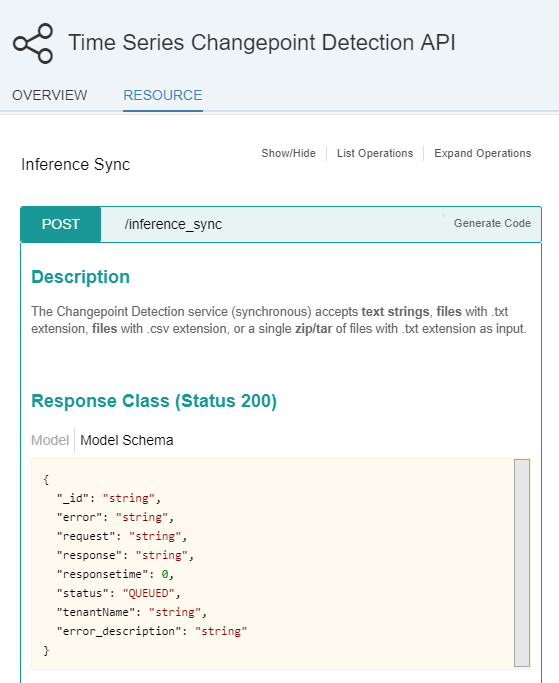 Time Series Changepoint Detection API
OVERVIEW RESOURCE
Inference Sync
Show/Hide List Operations Expand Operations
POST /inference_sync Generate Code
Description
The Changepoint Detection service (synchronous) accepts text strings, files with .txt
extension, files with .csv extension, or a single zip/tar of files with .txt extension as input.
Response Class (Status 200)
Model Model Schema
{
  "_id": "string",
  "error": "string",
  "request": "string",
  "response": "string",
  "responsetime": 0,
  "status": "QUEUED",
  "tenantName": "string",
  "error_description": "string"
}